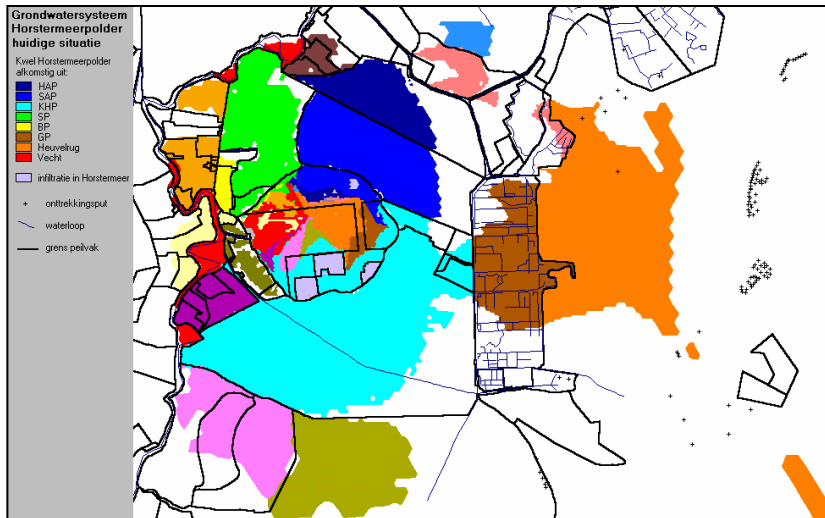 Grondwatersysteem
Horstermeerpolder
huidige situatie
Kwel Horstermeerpolder
afkomstig uit:
HAP
SAP
KHP
SP
BP
GP
Heuvelrug
Vecht
infiltratie in Horstermeer
onttrekkingsput
waterloop
grens peilvak